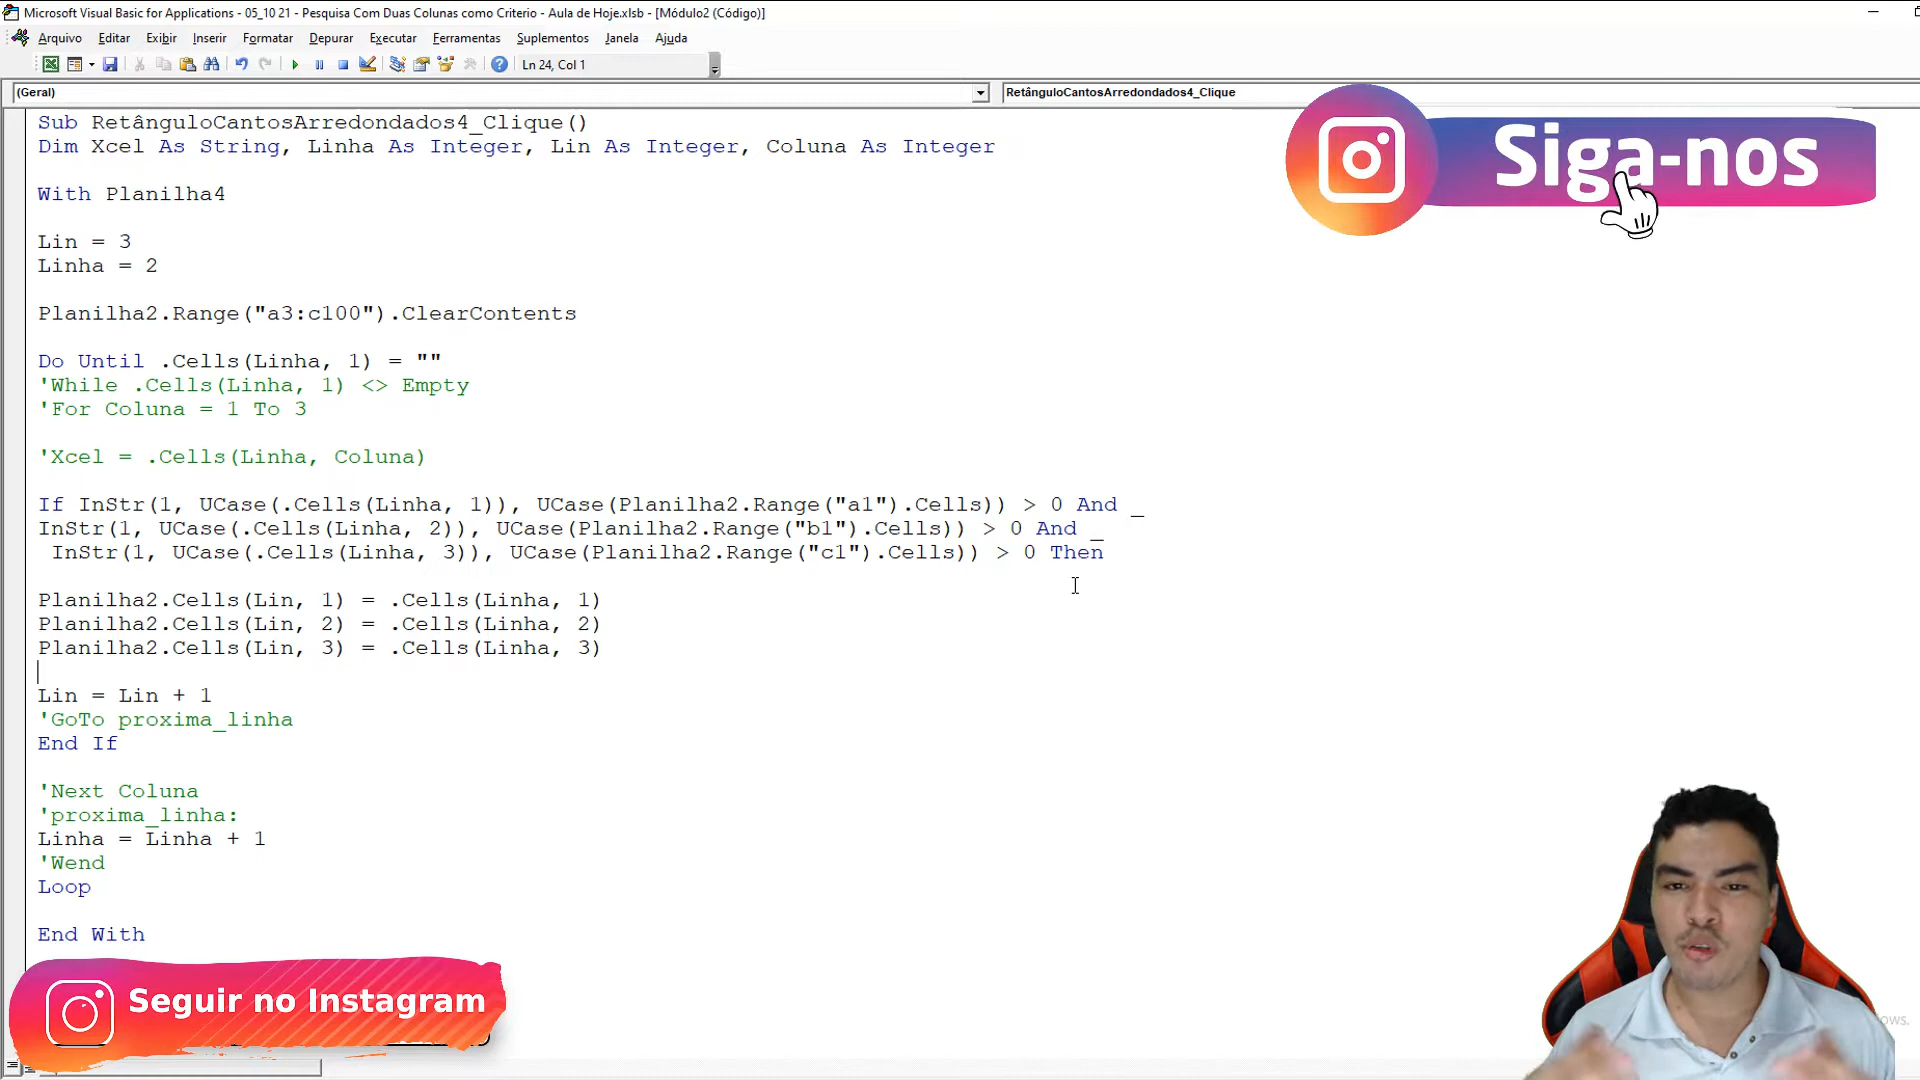 Microsoft Visual Basic for Applications - 05_10 21 - Pesquisa Com Duas Colunas como Criterio - Aula de Hoje.xlsb - [Módulo2 (Código)]
Arquivo Editar Exibir Inserir Formatar Depurar Executar Ferramentas Suplementos Janela Ajuda
Ln 24, Col 1
(Geral) RetânguloCantosArredondados4_Clique
Sub RetânguloCantosArredondados4_Clique()
Dim Xcel As String, Linha As Integer, Lin As Integer, Coluna As Integer
Siga-nos
With Planilha4
Lin = 3
Linha = 2
Planilha2.Range("a3:c100").ClearContents
Do Until .Cells(Linha, 1) = ""
'While .Cells(Linha, 1) <> Empty
'For Coluna = 1 To 3
'Xcel = .Cells(Linha, Coluna)
If InStr(1, UCase(.Cells(Linha, 1)), UCase(Planilha2.Range("a1").Cells)) > 0 And _
InStr(1, UCase(.Cells(Linha, 2)), UCase(Planilha2.Range("b1").Cells)) > 0 And _
InStr(1, UCase(.Cells(Linha, 3)), UCase(Planilha2.Range("c1").Cells)) > 0 Then
Planilha2.Cells(Lin, 1) = .Cells(Linha, 1)
Planilha2.Cells(Lin, 2) = .Cells(Linha, 2)
Planilha2.Cells(Lin, 3) = .Cells(Linha, 3)
Lin = Lin + 1
'GoTo proxima_linha
End If
'Next Coluna
'proxima_linha:
Linha = Linha + 1
'Wend
Loop
End With
Seguir no Instagram